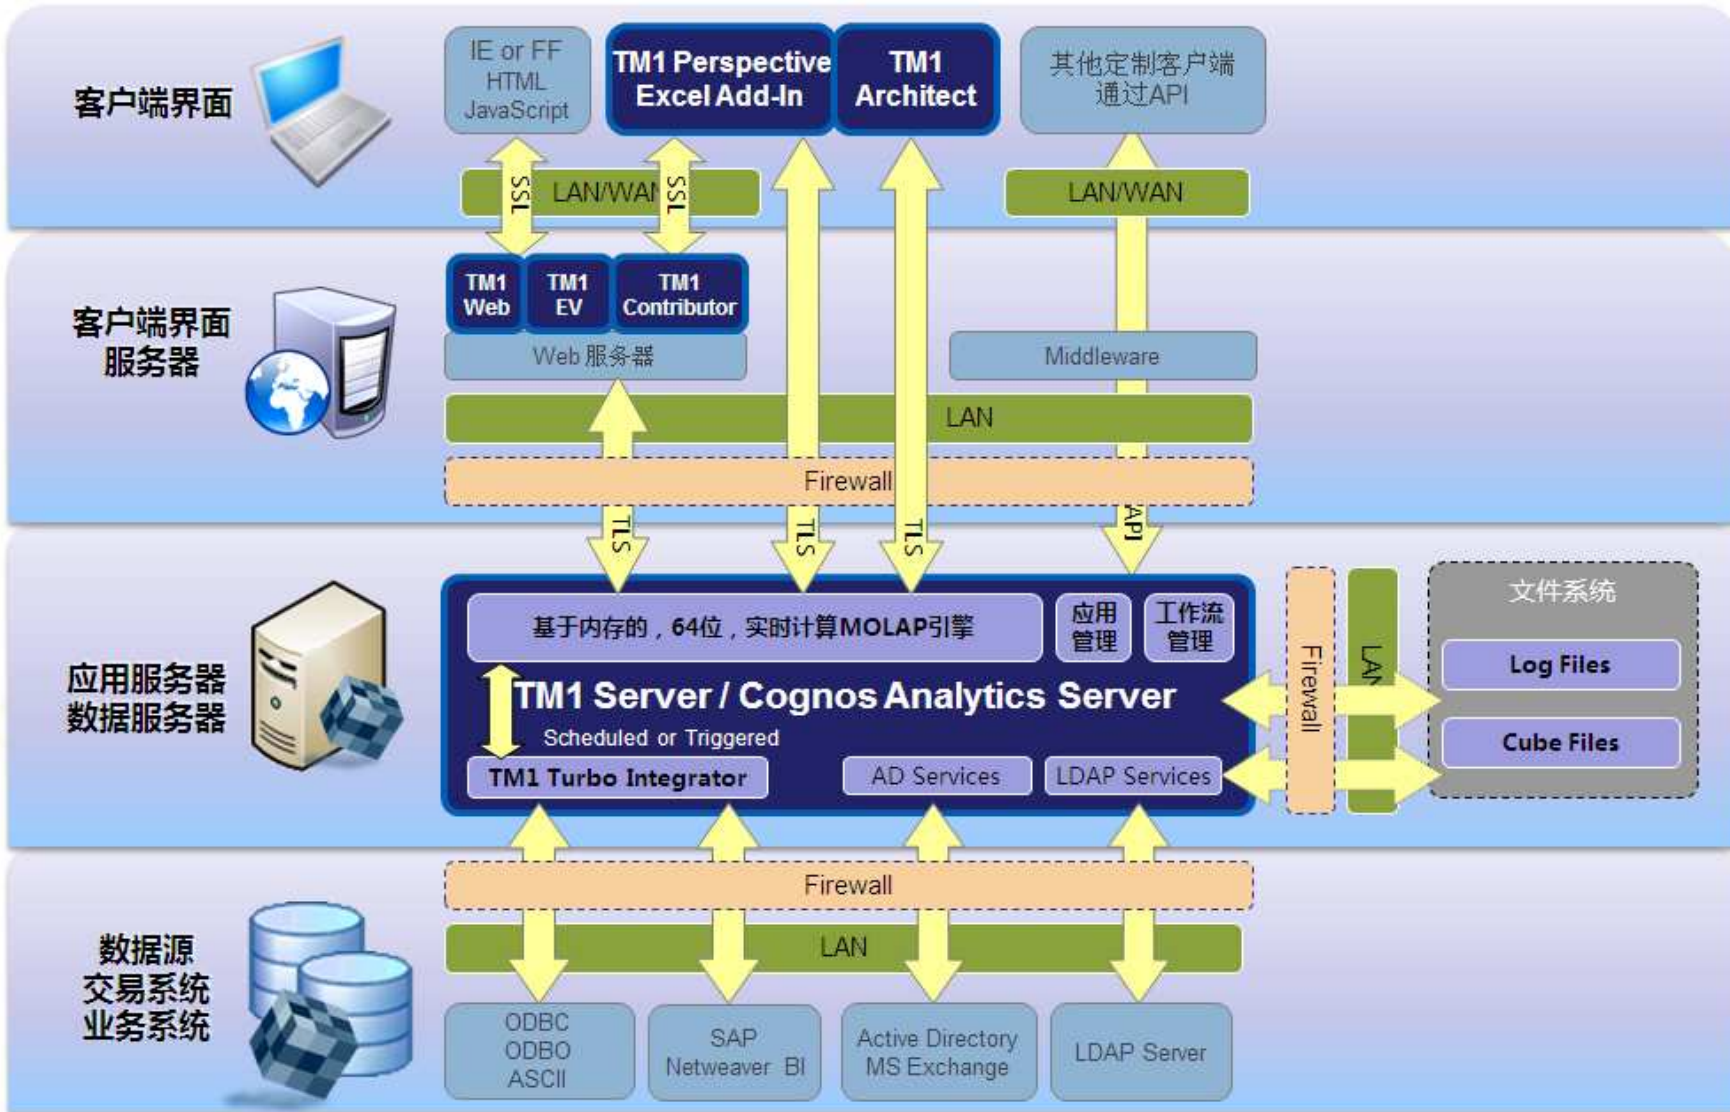 客户端界面
IE or FF
HTML
JavaScript
TM1 Perspective
Excel Add-In
TM1
Architect
其他定制客户端
通过API
SSL
LAN/WAN
SSL
LAN/WAN
客户端界面
服务器
TM1
Web
TM1
EV
TM1
Contributor
Web 服务器
Middleware
LAN
Firewall
TLS
TLS
TLS
API
应用服务器
数据服务器
基于内存的，64位，实时计算MOLAP引擎
应用
管理
工作流
管理
TM1 Server / Cognos Analytics Server
Scheduled or Triggered
TM1 Turbo Integrator
AD Services
LDAP Services
Firewall
LAN
文件系统
Log Files
Cube Files
数据源
交易系统
业务系统
Firewall
LAN
ODBC
ODBO
ASCII
SAP
Netweaver BI
Active Directory
MS Exchange
LDAP Server